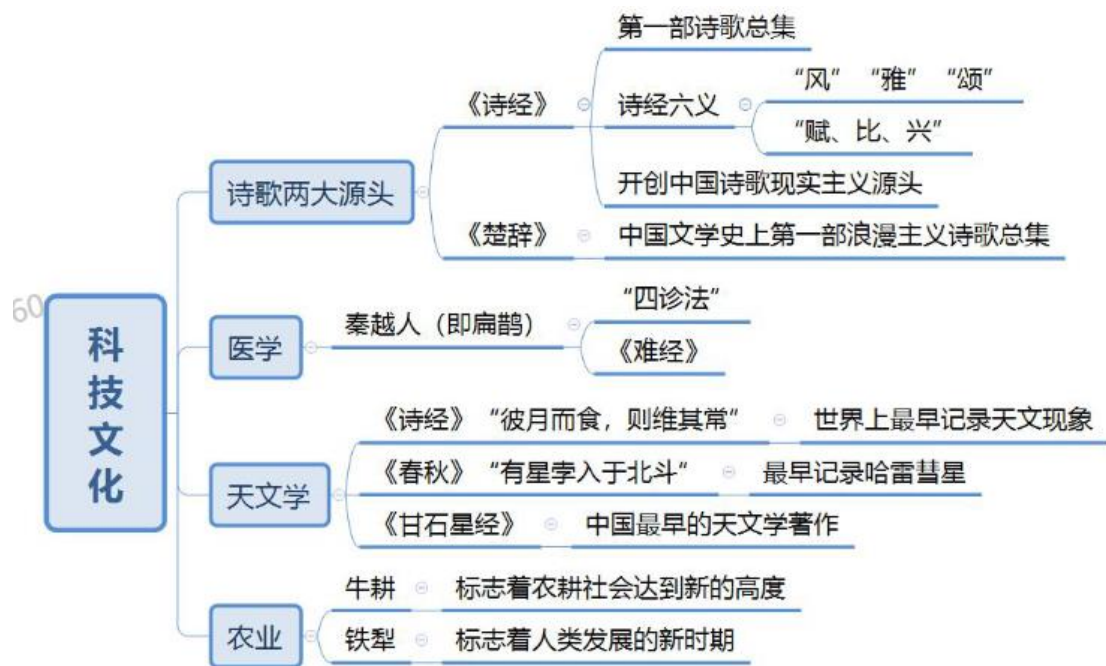 科技文化
诗歌两大源头
《诗经》
第一部诗歌总集
诗经六义
“风” “雅” “颂”
“赋、比、兴”
开创中国诗歌现实主义源头
《楚辞》
中国文学史上第一部浪漫主义诗歌总集
医学
秦越人（即扁鹊）
“四诊法”
《难经》
天文学
《诗经》“彼月而食，则维其常”
世界上最早记录天文现象
《春秋》“有星孛入于北斗”
最早记录哈雷彗星
《甘石星经》
中国最早的天文学著作
农业
牛耕
标志着农耕社会达到新的高度
铁犁
标志着人类发展的新时期
60